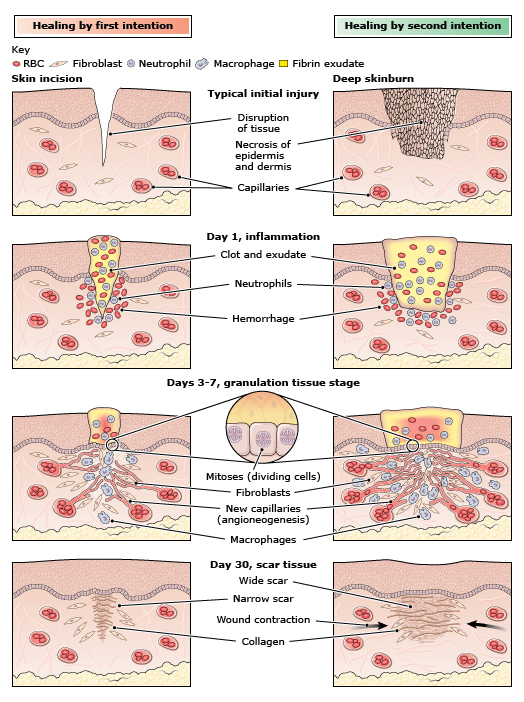 Healing by first intention
Healing by second intention
Key
RBC Fibroblast Neutrophil Macrophage Fibrin exudate
Skin incision
Deep skinburn
Typical initial injury
Disruption
of tissue
Necrosis of
epidermis
and dermis
Capillaries
Day 1, inflammation
Clot and exudate
Neutrophils
Hemorrhage
Days 3-7, granulation tissue stage
Mitoses (dividing cells)
Fibroblasts
New capillaries
(angioneogenesis)
Macrophages
Day 30, scar tissue
Wide scar
Narrow scar
Wound contraction
Collagen